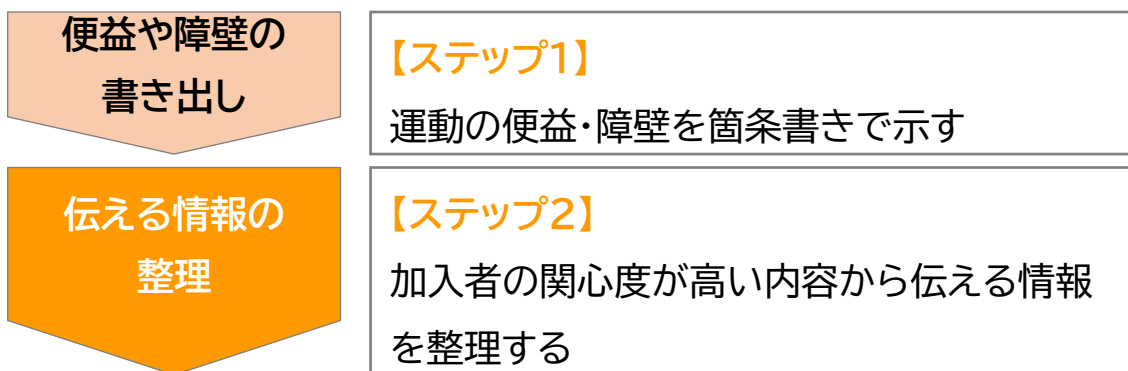 便益や障壁の
書き出し
【ステップ1】
運動の便益・障壁を箇条書きで示す
伝える情報の
整理
【ステップ2】
加入者の関心度が高い内容から伝える情報
を整理する